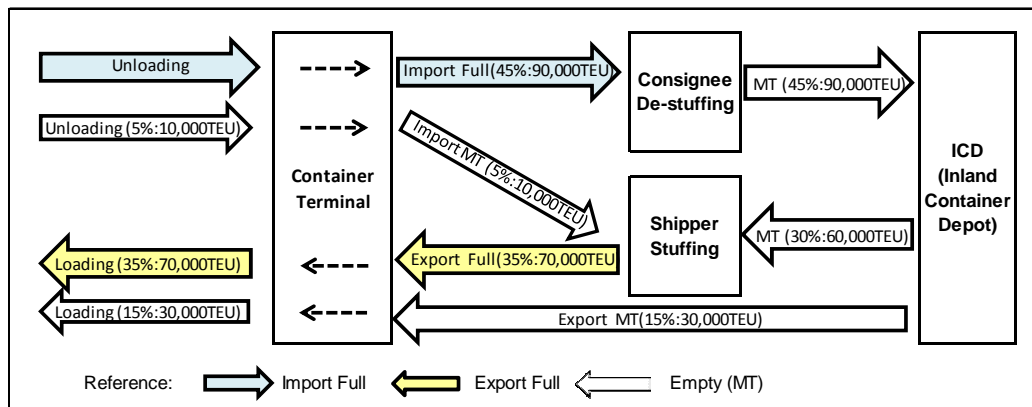 Unloading
Import Full(45%:90,000TEU)
MT (45%:90,000TEU)
Consignee
De-stuffing
Unloading (5%:10,000TEU)
Import MT (5%:10,000TEU)
Container
Terminal
ICD
(Inland
Container
Depot)
Shipper
Stuffing
MT (30%:60,000TEU)
Loading (35%:70,000TEU)
Export Full(35%:70,000TEU
Loading (15%:30,000TEU)
Export MT(15%:30,000TEU)
Reference:
Import Full
Export Full
Empty (MT)